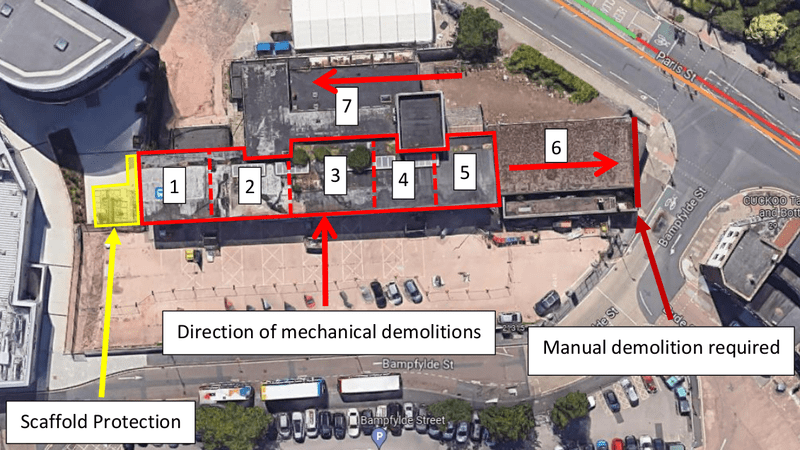 Paris St
7
6
1
2
3
4
5
Bampfylde St
Direction of mechanical demolitions
Manual demolition required
Bampfylde St
Scaffold Protection
Bampfylde Street
P